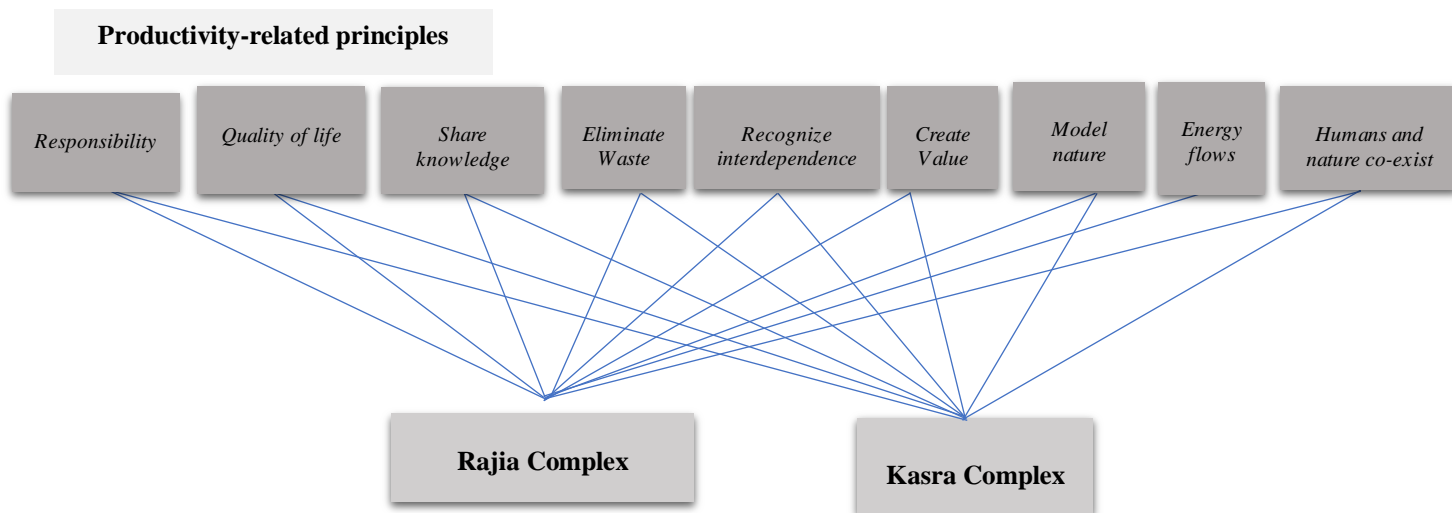 Productivity-related principles
Responsibility
Quality of life
Share
knowledge
Eliminate
Waste
Recognize
interdependence
Create
Value
Model
nature
Energy
flows
Humans and
nature co-exist
Rajia Complex
Kasra Complex